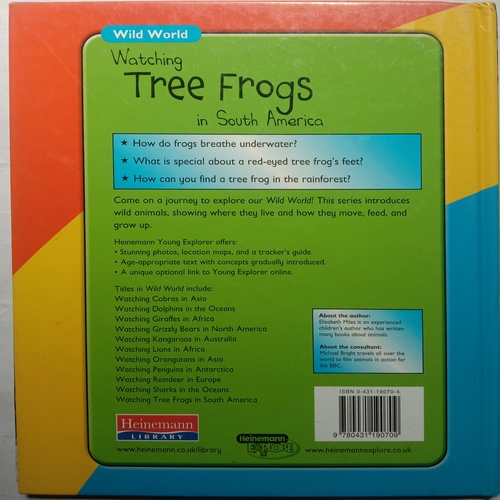 Wild World
Watching
Tree Frogs
in South America
★ How do frogs breathe underwater?
★ What is special about a red-eyed tree frog's feet?
★ How can you find a tree frog in the rainforest?
Come on a journey to explore our Wild World! This series introduces
wild animals, showing where they live and how they move, feed, and
grow up.
Heinemann Young Explorer offers:
• Stunning photos, location maps, and a tracker's guide.
• Age-appropriate text with concepts gradually introduced.
• A unique optional link to Young Explorer online.
Titles in Wild World include:
Watching Cobras in Asia
Watching Dolphins in the Oceans
Watching Giraffes in Africa
Watching Grizzly Bears in North America
Watching Kangaroos in Australia
Watching Lions in Africa
Watching Orangutans in Asia
Watching Penguins in Antarctica
Watching Reindeer in Europe
Watching Sharks in the Oceans
Watching Tree Frogs in South America
About the author:
Elizabeth Miles is an experienced
children's author who has written
many books about animals.
About the consultant:
Michael Bright travels all over the world
to film animals in action for
the BBC.
ISBN 0-431-19070-4
9 780431 190709
Heinemann
LIBRARY
www.heinemann.co.uk/library
Heinemann
EXPLORE
www.heinemannexplore.co.uk